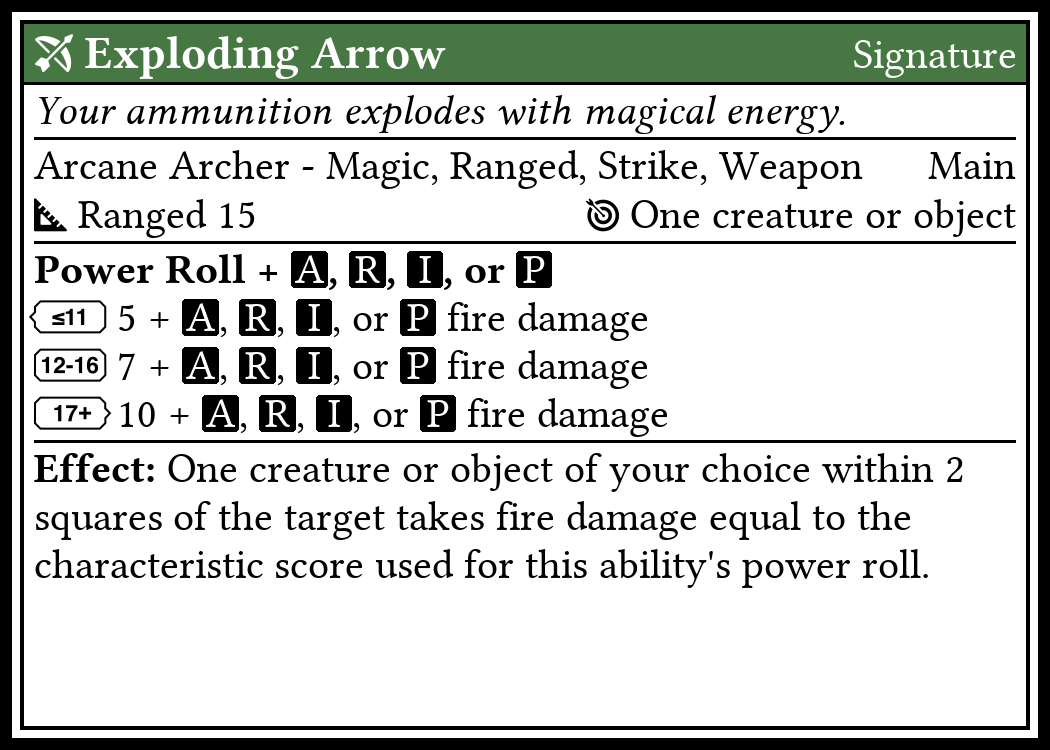 Exploding Arrow Signature
Your ammunition explodes with magical energy.
Arcane Archer - Magic, Ranged, Strike, Weapon Main
Ranged 15 One creature or object
Power Roll + A, R, I, or P
≤11 5 + A, R, I, or P fire damage
12-16 7 + A, R, I, or P fire damage
17+ 10 + A, R, I, or P fire damage
Effect: One creature or object of your choice within 2
squares of the target takes fire damage equal to the
characteristic score used for this ability's power roll.